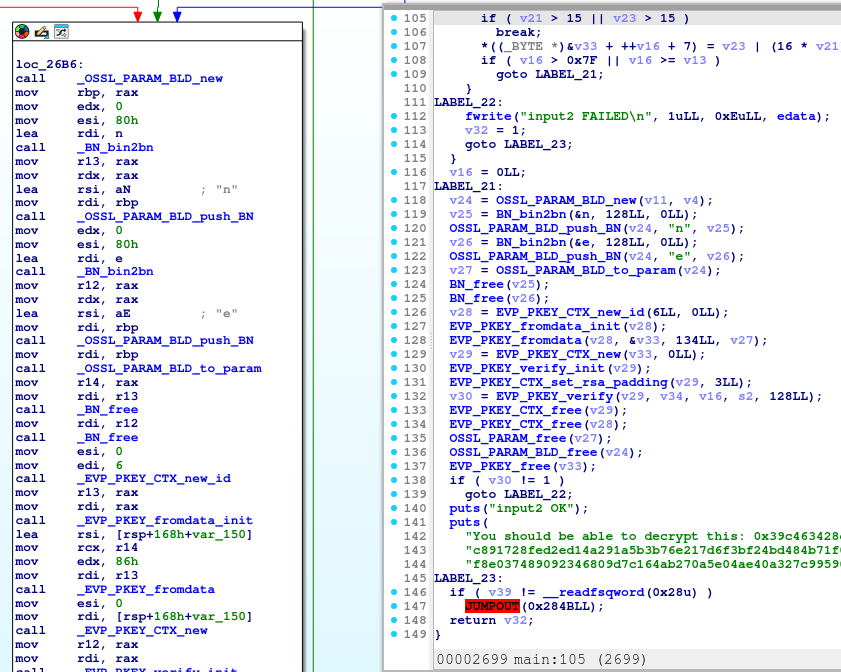 loc_26B6:
call _OSSL_PARAM_BLD_new
mov rbp, rax
mov edx, 0
mov esi, 80h
lea rdi, n
call _BN_bin2bn
mov r13, rax
mov rdx, rax
lea rsi, aN ; "n"
mov rdi, rbp
call _OSSL_PARAM_BLD_push_BN
mov edx, 0
mov esi, 80h
lea rdi, e
call _BN_bin2bn
mov r12, rax
mov rdx, rax
lea rsi, aE ; "e"
mov rdi, rbp
call _OSSL_PARAM_BLD_push_BN
mov rdi, rbp
call _OSSL_PARAM_BLD_to_param
mov r14, rax
mov rdi, r13
call _BN_free
mov rdi, r12
call _BN_free
mov esi, 0
mov edi, 6
call _EVP_PKEY_CTX_new_id
mov r13, rax
mov rdi, rax
call _EVP_PKEY_fromdata_init
lea rsi, [rsp+168h+var_150]
mov rcx, r14
mov edx, 86h
mov rdi, r13
call _EVP_PKEY_fromdata
mov esi, 0
mov rdi, [rsp+168h+var_150]
call _EVP_PKEY_CTX_new
mov r12, rax
mov rdi, rax
call _EVP_PKEY_verify_init
105 if ( v21 > 15 || v23 > 15 )
106 break;
107 *((_BYTE *)&v33 + ++v16 + 7) = v23 | (16 * v21
108 if ( v16 > 0x7F || v16 >= v13 )
109 goto LABEL_21;
110 }
111 LABEL_22:
112 fwrite("input2 FAILED\n", 1uLL, 0xEuLL, edata);
113 v32 = 1;
114 goto LABEL_23;
115 }
116 v16 = 0LL;
117 LABEL_21:
118 v24 = OSSL_PARAM_BLD_new(v11, v4);
119 v25 = BN_bin2bn(&n, 128LL, 0LL);
120 OSSL_PARAM_BLD_push_BN(v24, "n", v25);
121 v26 = BN_bin2bn(&e, 128LL, 0LL);
122 OSSL_PARAM_BLD_push_BN(v24, "e", v26);
123 v27 = OSSL_PARAM_BLD_to_param(v24);
124 BN_free(v25);
125 BN_free(v26);
126 v28 = EVP_PKEY_CTX_new_id(6LL, 0LL);
127 EVP_PKEY_fromdata_init(v28);
128 EVP_PKEY_fromdata(v28, &v33, 134LL, v27);
129 v29 = EVP_PKEY_CTX_new(v33, 0LL);
130 EVP_PKEY_verify_init(v29);
131 EVP_PKEY_CTX_set_rsa_padding(v29, 3LL);
132 v30 = EVP_PKEY_verify(v29, v34, v16, s2, 128LL);
133 EVP_PKEY_CTX_free(v29);
134 EVP_PKEY_CTX_free(v28);
135 OSSL_PARAM_free(v27);
136 OSSL_PARAM_BLD_free(v24);
137 EVP_PKEY_free(v33);
138 if ( v30 != 1 )
139 goto LABEL_22;
140 puts("input2 OK");
141 puts(
142 "You should be able to decrypt this: 0x39c463428
143 "c891728fed2ed14a291a5b3b76e217d6f3bf24bd484b71f
144 "f8e037489092346809d7c164ab270a5e04ae40a327c9959
145 LABEL_23:
146 if ( v39 != __readfsqword(0x28u) )
147 JUMPOUT(0x284BLL);
148 return v32;
149 }
00002699 main:105 (2699)